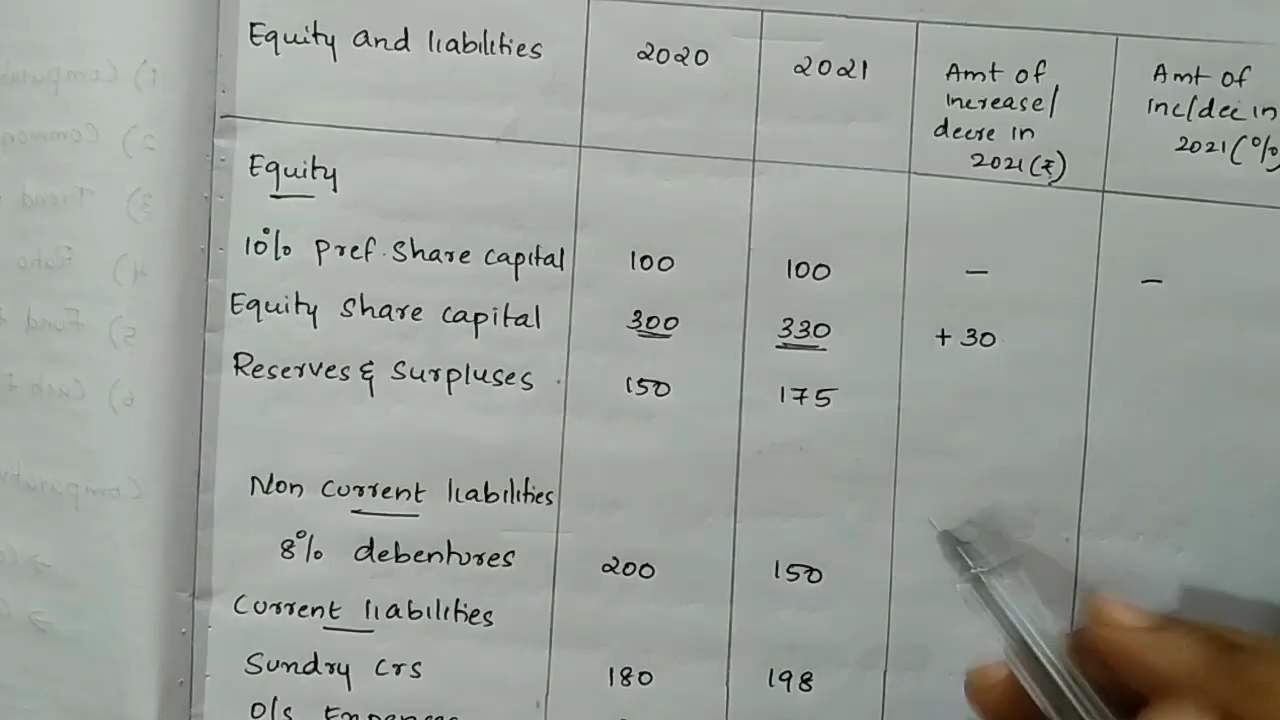 Equity and liabilities 2020 2021 Amt of increase/ decre in 2021 (₹) Amt of inc/dec in 2021 (%)
Equity
10% Pref. Share capital 100 100 – –
Equity Share capital 300 330 + 30
Reserves & Surpluses 150 175
Non current liabilities
8% debentures 200 150
Current liabilities
Sundry crs 180 198
O/s